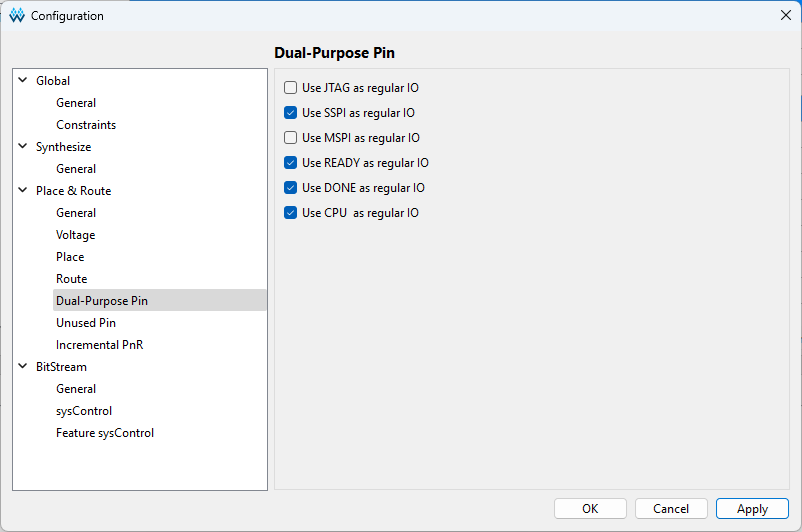 Configuration
Dual-Purpose Pin
Global
General
Constraints
Synthesize
General
Place & Route
General
Voltage
Place
Route
Dual-Purpose Pin
Unused Pin
Incremental PnR
BitStream
General
sysControl
Feature sysControl
Use JTAG as regular IO
Use SSPI as regular IO
Use MSPI as regular IO
Use READY as regular IO
Use DONE as regular IO
Use CPU  as regular IO
OK
Cancel
Apply